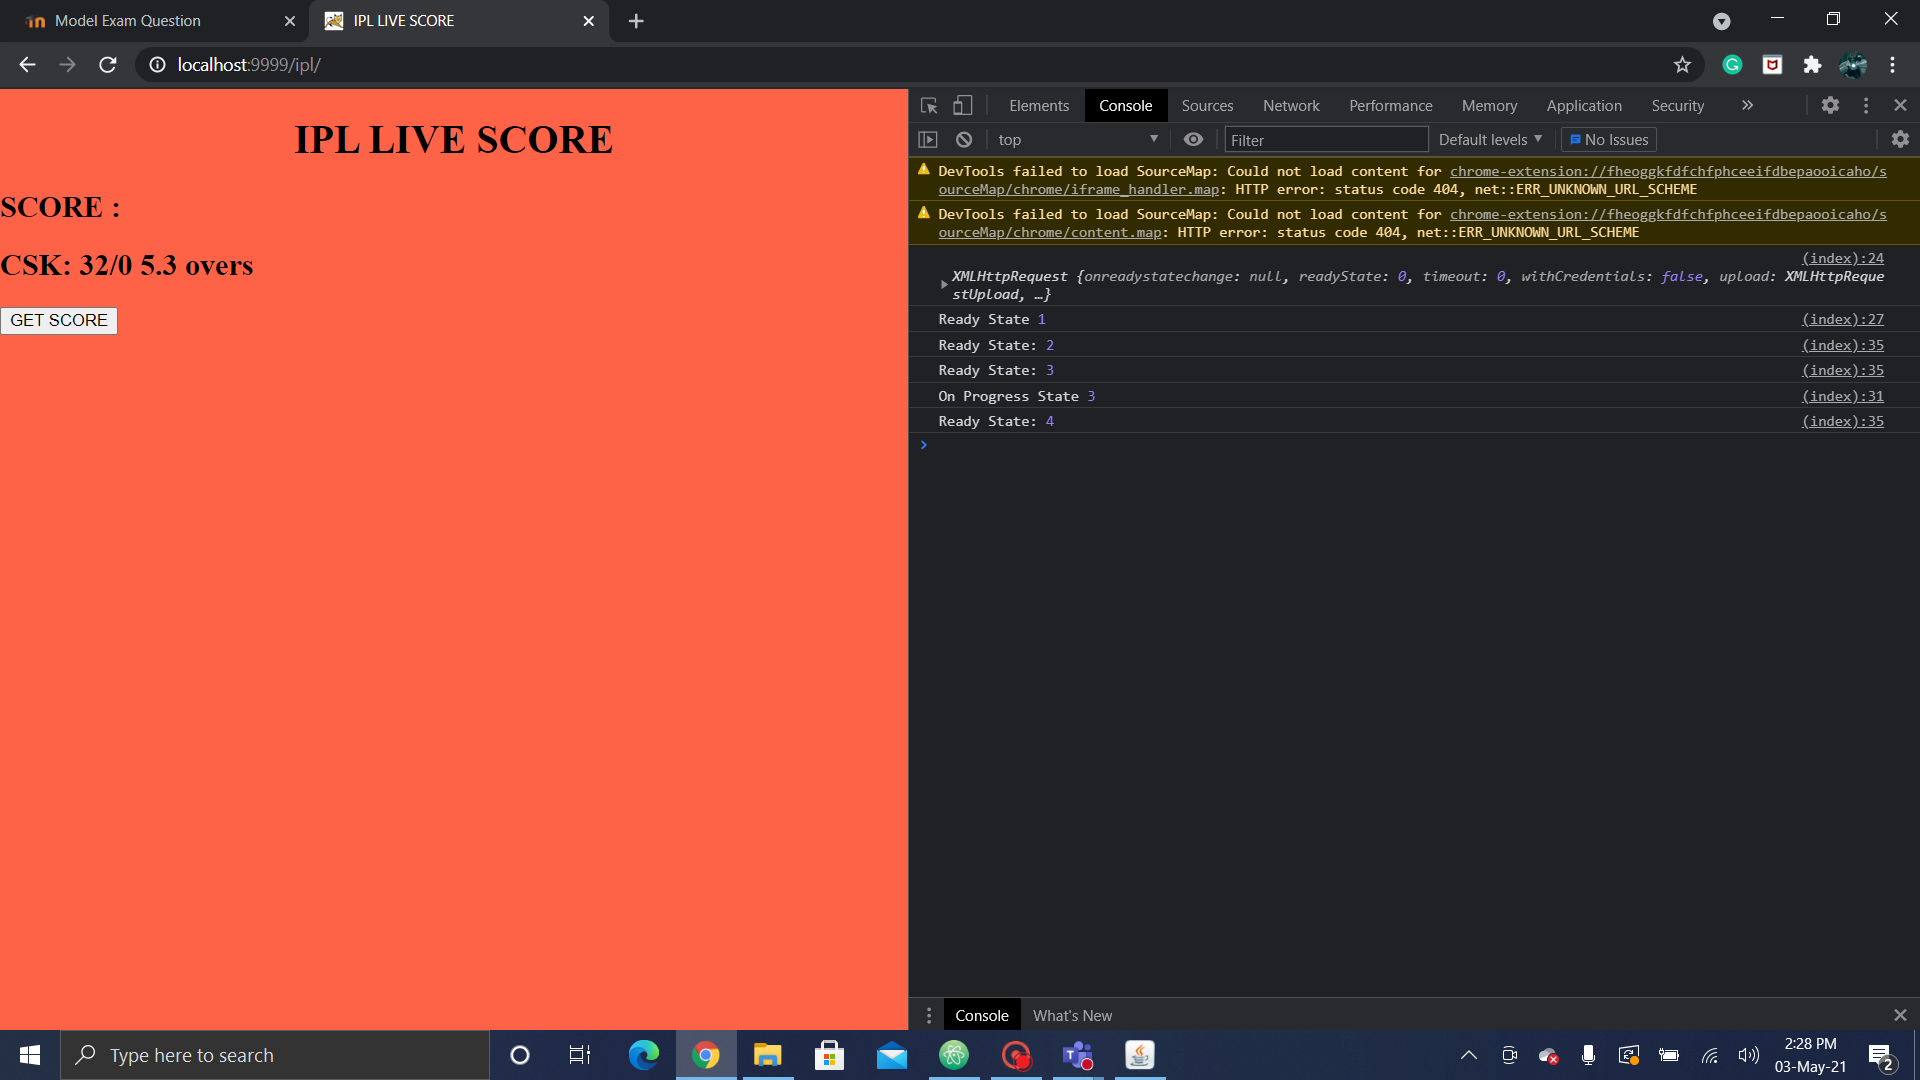 Model Exam Question
IPL LIVE SCORE
localhost:9999/ipl/
IPL LIVE SCORE
SCORE :
CSK: 32/0 5.3 overs
GET SCORE
Elements Console Sources Network Performance Memory Application Security »
top Filter Default levels ▼ No Issues
DevTools failed to load SourceMap: Could not load content for chrome-extension://fheoggkfdfchfphceeifdbepaooicaho/s
ourceMap/chrome/iframe_handler.map: HTTP error: status code 404, net::ERR_UNKNOWN_URL_SCHEME
DevTools failed to load SourceMap: Could not load content for chrome-extension://fheoggkfdfchfphceeifdbepaooicaho/s
ourceMap/chrome/content.map: HTTP error: status code 404, net::ERR_UNKNOWN_URL_SCHEME
(index):24
XMLHttpRequest {onreadystatechange: null, readyState: 0, timeout: 0, withCredentials: false, upload: XMLHttpReque
stUpload, …}
Ready State 1 (index):27
Ready State: 2 (index):35
Ready State: 3 (index):35
On Progress State 3 (index):31
Ready State: 4 (index):35
Console What's New
Type here to search
2:28 PM
03-May-21
2